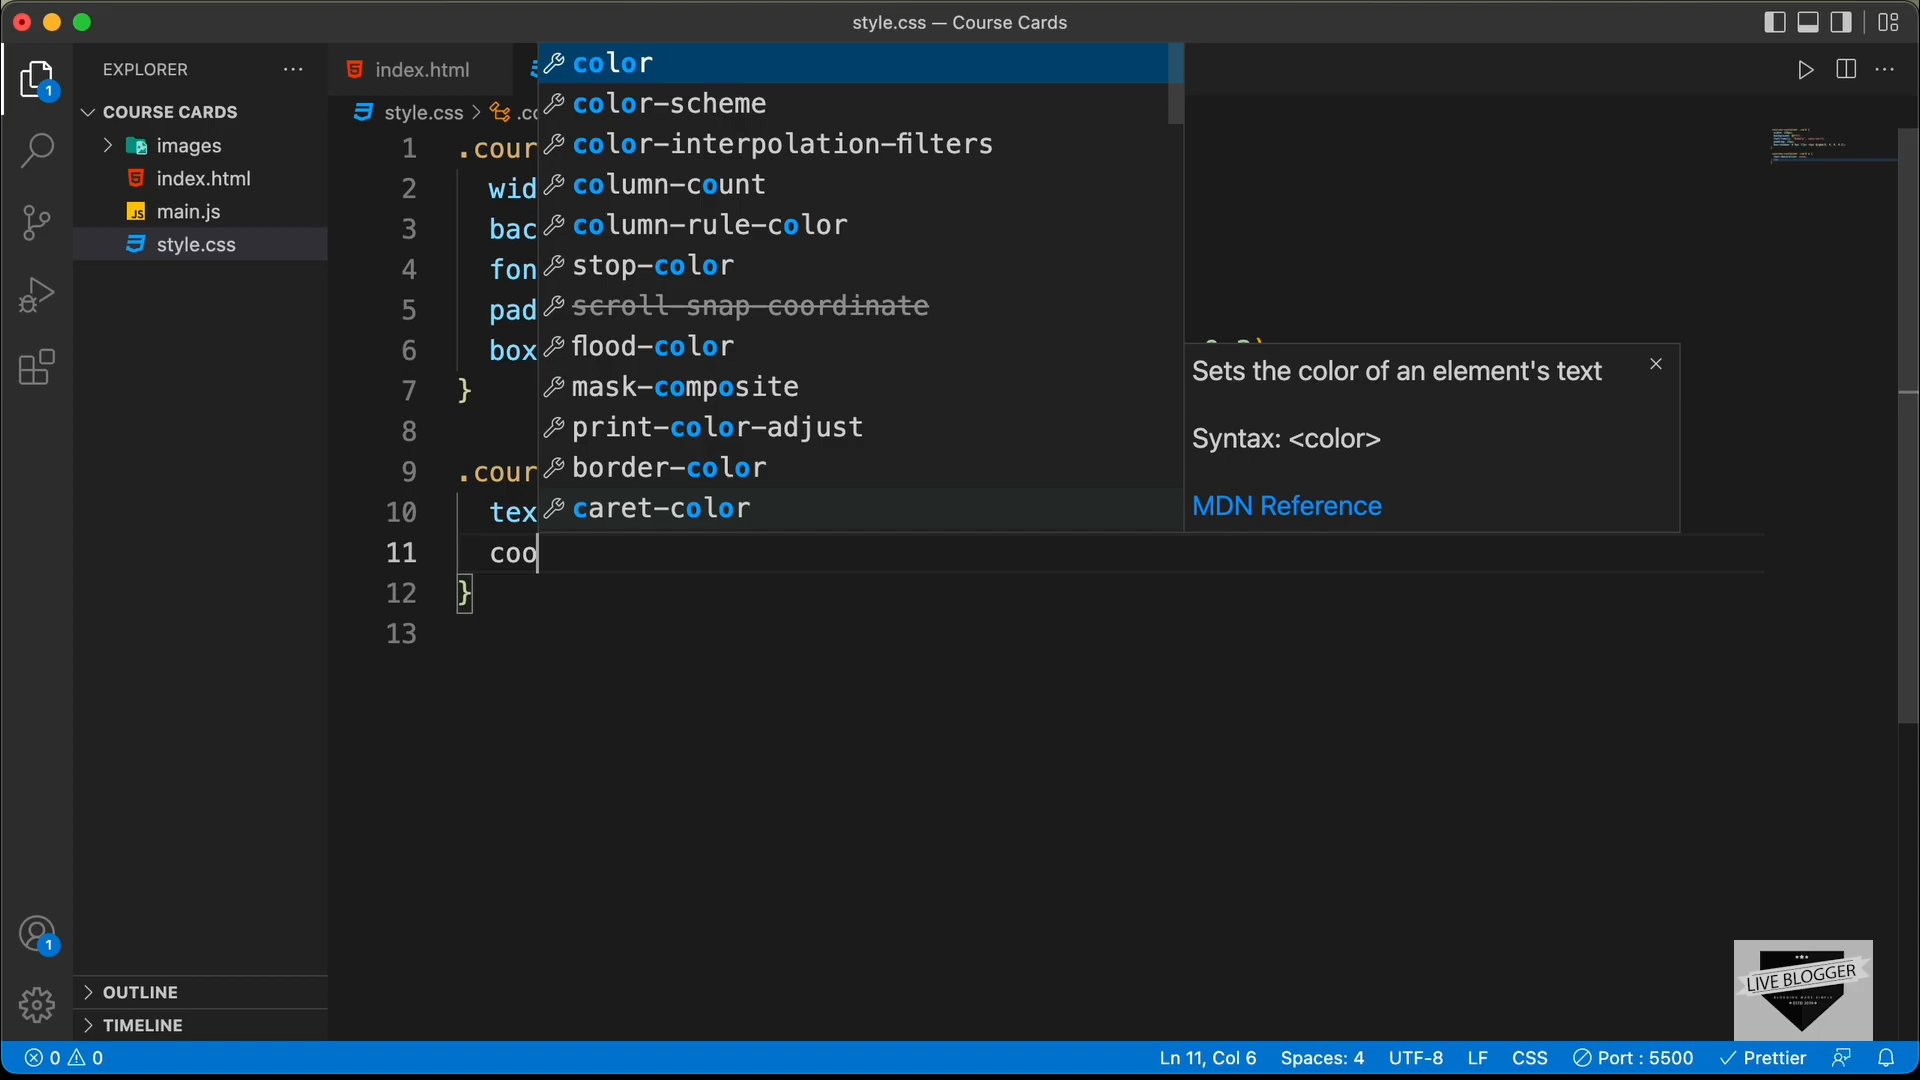 style.css — Course Cards
EXPLORER
index.html
COURSE CARDS
images
index.html
main.js
style.css
style.css > .co
1 .cour
2 wid
3 bac
4 fon
5 pad
6 box
7 }
8
9 .cour
10 tex
11 coo
12 }
13
color
color-scheme
color-interpolation-filters
column-count
column-rule-color
stop-color
scroll-snap-coordinate
flood-color
mask-composite
print-color-adjust
border-color
caret-color
Sets the color of an element's text
Syntax: <color>
MDN Reference
1
1
OUTLINE
TIMELINE
LIVE BLOGGER
0 0
Ln 11, Col 6 Spaces: 4 UTF-8 LF CSS Port : 5500 Prettier